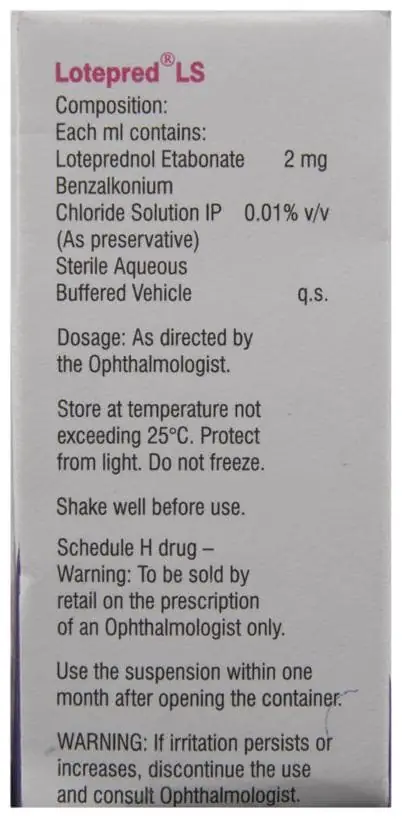 Lotepred® LS
Composition:
Each ml contains:
Loteprednol Etabonate 2 mg
Benzalkonium
Chloride Solution IP 0.01% v/v
(As preservative)
Sterile Aqueous
Buffered Vehicle q.s.
Dosage: As directed by
the Ophthalmologist.
Store at temperature not
exceeding 25°C. Protect
from light. Do not freeze.
Shake well before use.
Schedule H drug –
Warning: To be sold by
retail on the prescription
of an Ophthalmologist only.
Use the suspension within one
month after opening the container.
WARNING: If irritation persists or
increases, discontinue the use
and consult Ophthalmologist.